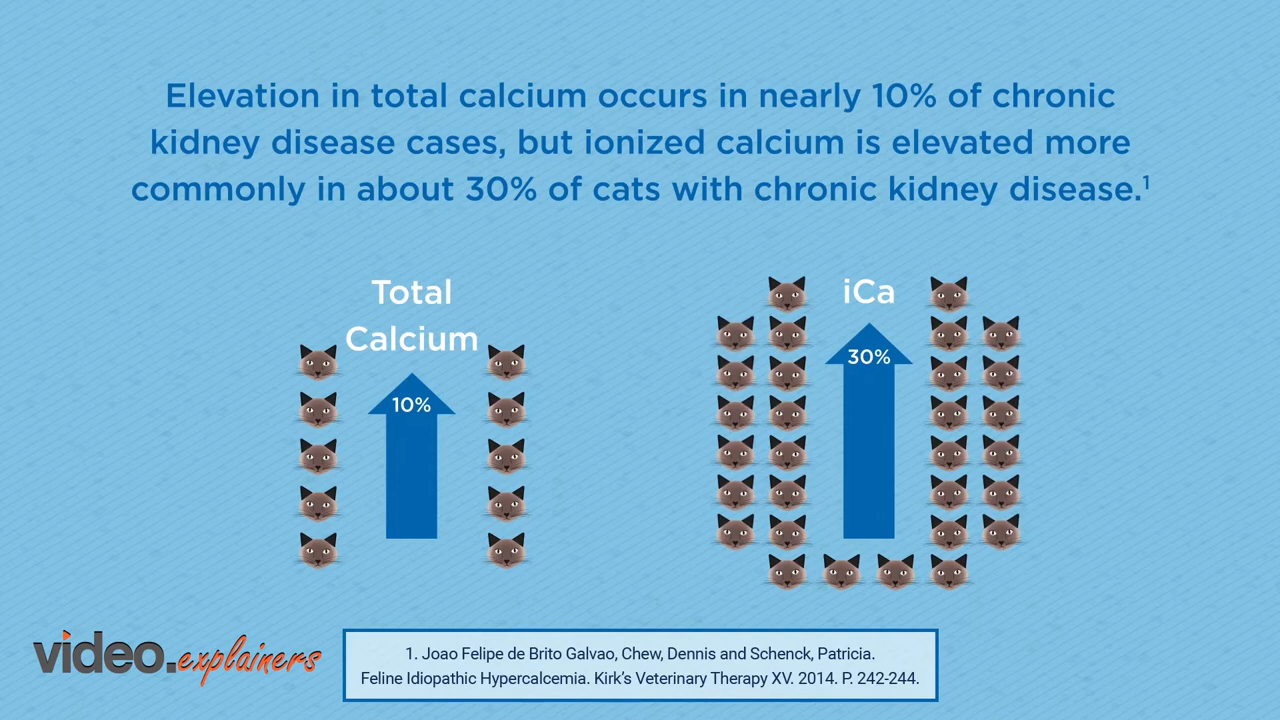 Elevation in total calcium occurs in nearly 10% of chronic
kidney disease cases, but ionized calcium is elevated more
commonly in about 30% of cats with chronic kidney disease.¹
Total
Calcium
10%
iCa
30%
video.explainers
1. Joao Felipe de Brito Galvao, Chew, Dennis and Schenck, Patricia.
Feline Idiopathic Hypercalcemia. Kirk's Veterinary Therapy XV. 2014. P. 242-244.